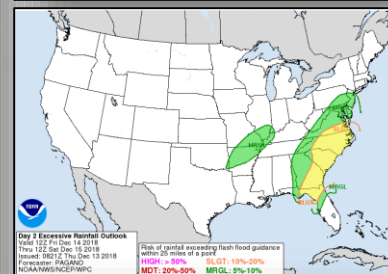 MRGL
SLGT
MRGL
MRGL
SLGT
NOAA
Day 2 Excessive Rainfall Outlook
Valid 12Z Fri Dec 14 2018
Thru 12Z Sat Dec 15 2018
Issued: 0821Z Thu Dec 13 2018
Forecaster: PAGANO
NOAA/NWS/NCEP/WPC
Risk of rainfall exceeding flash flood guidance
within 25 miles of a point
HIGH: > 50% SLGT: 10%-20%
MDT: 20%-50% MRGL: 5%-10%